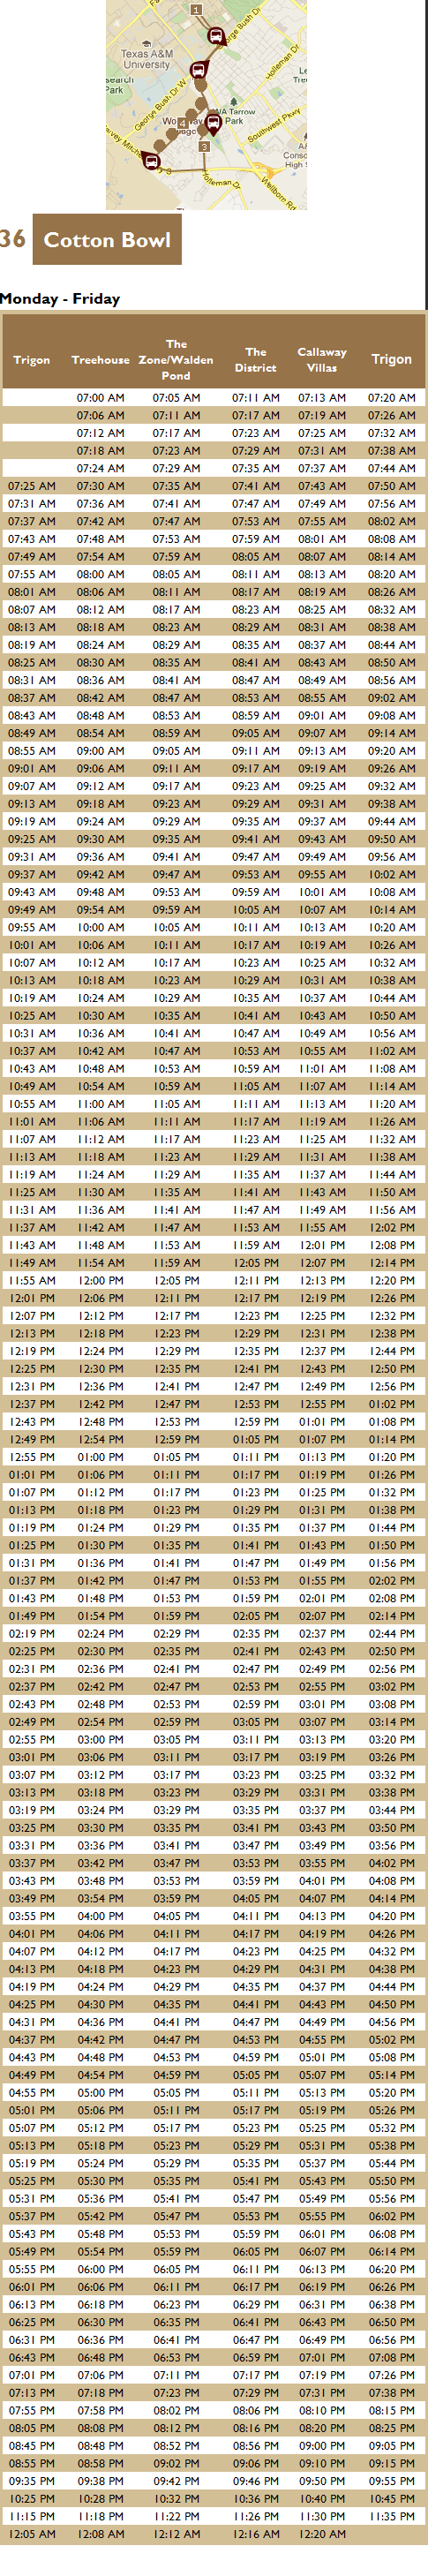 1
Texas A&M
University
George Bush Dr
Holleman Dr
search
Park
George Bush Dr W
WA Tarrow
Park
Southwest Pkwy
4
3
Holleman Dr
Wellborn Rd
36 Cotton Bowl
Monday - Friday
Trigon Treehouse The Zone/Walden Pond The District Callaway Villas Trigon
07:00 AM 07:05 AM 07:11 AM 07:13 AM 07:20 AM
07:06 AM 07:11 AM 07:17 AM 07:19 AM 07:26 AM
07:12 AM 07:17 AM 07:23 AM 07:25 AM 07:32 AM
07:18 AM 07:23 AM 07:29 AM 07:31 AM 07:38 AM
07:24 AM 07:29 AM 07:35 AM 07:37 AM 07:44 AM
07:25 AM 07:30 AM 07:35 AM 07:41 AM 07:43 AM 07:50 AM
07:31 AM 07:36 AM 07:41 AM 07:47 AM 07:49 AM 07:56 AM
07:37 AM 07:42 AM 07:47 AM 07:53 AM 07:55 AM 08:02 AM
07:43 AM 07:48 AM 07:53 AM 07:59 AM 08:01 AM 08:08 AM
07:49 AM 07:54 AM 07:59 AM 08:05 AM 08:07 AM 08:14 AM
07:55 AM 08:00 AM 08:05 AM 08:11 AM 08:13 AM 08:20 AM
08:01 AM 08:06 AM 08:11 AM 08:17 AM 08:19 AM 08:26 AM
08:07 AM 08:12 AM 08:17 AM 08:23 AM 08:25 AM 08:32 AM
08:13 AM 08:18 AM 08:23 AM 08:29 AM 08:31 AM 08:38 AM
08:19 AM 08:24 AM 08:29 AM 08:35 AM 08:37 AM 08:44 AM
08:25 AM 08:30 AM 08:35 AM 08:41 AM 08:43 AM 08:50 AM
08:31 AM 08:36 AM 08:41 AM 08:47 AM 08:49 AM 08:56 AM
08:37 AM 08:42 AM 08:47 AM 08:53 AM 08:55 AM 09:02 AM
08:43 AM 08:48 AM 08:53 AM 08:59 AM 09:01 AM 09:08 AM
08:49 AM 08:54 AM 08:59 AM 09:05 AM 09:07 AM 09:14 AM
08:55 AM 09:00 AM 09:05 AM 09:11 AM 09:13 AM 09:20 AM
09:01 AM 09:06 AM 09:11 AM 09:17 AM 09:19 AM 09:26 AM
09:07 AM 09:12 AM 09:17 AM 09:23 AM 09:25 AM 09:32 AM
09:13 AM 09:18 AM 09:23 AM 09:29 AM 09:31 AM 09:38 AM
09:19 AM 09:24 AM 09:29 AM 09:35 AM 09:37 AM 09:44 AM
09:25 AM 09:30 AM 09:35 AM 09:41 AM 09:43 AM 09:50 AM
09:31 AM 09:36 AM 09:41 AM 09:47 AM 09:49 AM 09:56 AM
09:37 AM 09:42 AM 09:47 AM 09:53 AM 09:55 AM 10:02 AM
09:43 AM 09:48 AM 09:53 AM 09:59 AM 10:01 AM 10:08 AM
09:49 AM 09:54 AM 09:59 AM 10:05 AM 10:07 AM 10:14 AM
09:55 AM 10:00 AM 10:05 AM 10:11 AM 10:13 AM 10:20 AM
10:01 AM 10:06 AM 10:11 AM 10:17 AM 10:19 AM 10:26 AM
10:07 AM 10:12 AM 10:17 AM 10:23 AM 10:25 AM 10:32 AM
10:13 AM 10:18 AM 10:23 AM 10:29 AM 10:31 AM 10:38 AM
10:19 AM 10:24 AM 10:29 AM 10:35 AM 10:37 AM 10:44 AM
10:25 AM 10:30 AM 10:35 AM 10:41 AM 10:43 AM 10:50 AM
10:31 AM 10:36 AM 10:41 AM 10:47 AM 10:49 AM 10:56 AM
10:37 AM 10:42 AM 10:47 AM 10:53 AM 10:55 AM 11:02 AM
10:43 AM 10:48 AM 10:53 AM 10:59 AM 11:01 AM 11:08 AM
10:49 AM 10:54 AM 10:59 AM 11:05 AM 11:07 AM 11:14 AM
10:55 AM 11:00 AM 11:05 AM 11:11 AM 11:13 AM 11:20 AM
11:01 AM 11:06 AM 11:11 AM 11:17 AM 11:19 AM 11:26 AM
11:07 AM 11:12 AM 11:17 AM 11:23 AM 11:25 AM 11:32 AM
11:13 AM 11:18 AM 11:23 AM 11:29 AM 11:31 AM 11:38 AM
11:19 AM 11:24 AM 11:29 AM 11:35 AM 11:37 AM 11:44 AM
11:25 AM 11:30 AM 11:35 AM 11:41 AM 11:43 AM 11:50 AM
11:31 AM 11:36 AM 11:41 AM 11:47 AM 11:49 AM 11:56 AM
11:37 AM 11:42 AM 11:47 AM 11:53 AM 11:55 AM 12:02 PM
11:43 AM 11:48 AM 11:53 AM 11:59 AM 12:01 PM 12:08 PM
11:49 AM 11:54 AM 11:59 AM 12:05 PM 12:07 PM 12:14 PM
11:55 AM 12:00 PM 12:05 PM 12:11 PM 12:13 PM 12:20 PM
12:01 PM 12:06 PM 12:11 PM 12:17 PM 12:19 PM 12:26 PM
12:07 PM 12:12 PM 12:17 PM 12:23 PM 12:25 PM 12:32 PM
12:13 PM 12:18 PM 12:23 PM 12:29 PM 12:31 PM 12:38 PM
12:19 PM 12:24 PM 12:29 PM 12:35 PM 12:37 PM 12:44 PM
12:25 PM 12:30 PM 12:35 PM 12:41 PM 12:43 PM 12:50 PM
12:31 PM 12:36 PM 12:41 PM 12:47 PM 12:49 PM 12:56 PM
12:37 PM 12:42 PM 12:47 PM 12:53 PM 12:55 PM 01:02 PM
12:43 PM 12:48 PM 12:53 PM 12:59 PM 01:01 PM 01:08 PM
12:49 PM 12:54 PM 12:59 PM 01:05 PM 01:07 PM 01:14 PM
12:55 PM 01:00 PM 01:05 PM 01:11 PM 01:13 PM 01:20 PM
01:01 PM 01:06 PM 01:11 PM 01:17 PM 01:19 PM 01:26 PM
01:07 PM 01:12 PM 01:17 PM 01:23 PM 01:25 PM 01:32 PM
01:13 PM 01:18 PM 01:23 PM 01:29 PM 01:31 PM 01:38 PM
01:19 PM 01:24 PM 01:29 PM 01:35 PM 01:37 PM 01:44 PM
01:25 PM 01:30 PM 01:35 PM 01:41 PM 01:43 PM 01:50 PM
01:31 PM 01:36 PM 01:41 PM 01:47 PM 01:49 PM 01:56 PM
01:37 PM 01:42 PM 01:47 PM 01:53 PM 01:55 PM 02:02 PM
01:43 PM 01:48 PM 01:53 PM 01:59 PM 02:01 PM 02:08 PM
01:49 PM 01:54 PM 01:59 PM 02:05 PM 02:07 PM 02:14 PM
02:19 PM 02:24 PM 02:29 PM 02:35 PM 02:37 PM 02:44 PM
02:25 PM 02:30 PM 02:35 PM 02:41 PM 02:43 PM 02:50 PM
02:31 PM 02:36 PM 02:41 PM 02:47 PM 02:49 PM 02:56 PM
02:37 PM 02:42 PM 02:47 PM 02:53 PM 02:55 PM 03:02 PM
02:43 PM 02:48 PM 02:53 PM 02:59 PM 03:01 PM 03:08 PM
02:49 PM 02:54 PM 02:59 PM 03:05 PM 03:07 PM 03:14 PM
02:55 PM 03:00 PM 03:05 PM 03:11 PM 03:13 PM 03:20 PM
03:01 PM 03:06 PM 03:11 PM 03:17 PM 03:19 PM 03:26 PM
03:07 PM 03:12 PM 03:17 PM 03:23 PM 03:25 PM 03:32 PM
03:13 PM 03:18 PM 03:23 PM 03:29 PM 03:31 PM 03:38 PM
03:19 PM 03:24 PM 03:29 PM 03:35 PM 03:37 PM 03:44 PM
03:25 PM 03:30 PM 03:35 PM 03:41 PM 03:43 PM 03:50 PM
03:31 PM 03:36 PM 03:41 PM 03:47 PM 03:49 PM 03:56 PM
03:37 PM 03:42 PM 03:47 PM 03:53 PM 03:55 PM 04:02 PM
03:43 PM 03:48 PM 03:53 PM 03:59 PM 04:01 PM 04:08 PM
03:49 PM 03:54 PM 03:59 PM 04:05 PM 04:07 PM 04:14 PM
03:55 PM 04:00 PM 04:05 PM 04:11 PM 04:13 PM 04:20 PM
04:01 PM 04:06 PM 04:11 PM 04:17 PM 04:19 PM 04:26 PM
04:07 PM 04:12 PM 04:17 PM 04:23 PM 04:25 PM 04:32 PM
04:13 PM 04:18 PM 04:23 PM 04:29 PM 04:31 PM 04:38 PM
04:19 PM 04:24 PM 04:29 PM 04:35 PM 04:37 PM 04:44 PM
04:25 PM 04:30 PM 04:35 PM 04:41 PM 04:43 PM 04:50 PM
04:31 PM 04:36 PM 04:41 PM 04:47 PM 04:49 PM 04:56 PM
04:37 PM 04:42 PM 04:47 PM 04:53 PM 04:55 PM 05:02 PM
04:43 PM 04:48 PM 04:53 PM 04:59 PM 05:01 PM 05:08 PM
04:49 PM 04:54 PM 04:59 PM 05:05 PM 05:07 PM 05:14 PM
04:55 PM 05:00 PM 05:05 PM 05:11 PM 05:13 PM 05:20 PM
05:01 PM 05:06 PM 05:11 PM 05:17 PM 05:19 PM 05:26 PM
05:07 PM 05:12 PM 05:17 PM 05:23 PM 05:25 PM 05:32 PM
05:13 PM 05:18 PM 05:23 PM 05:29 PM 05:31 PM 05:38 PM
05:19 PM 05:24 PM 05:29 PM 05:35 PM 05:37 PM 05:44 PM
05:25 PM 05:30 PM 05:35 PM 05:41 PM 05:43 PM 05:50 PM
05:31 PM 05:36 PM 05:41 PM 05:47 PM 05:49 PM 05:56 PM
05:37 PM 05:42 PM 05:47 PM 05:53 PM 05:55 PM 06:02 PM
05:43 PM 05:48 PM 05:53 PM 05:59 PM 06:01 PM 06:08 PM
05:49 PM 05:54 PM 05:59 PM 06:05 PM 06:07 PM 06:14 PM
05:55 PM 06:00 PM 06:05 PM 06:11 PM 06:13 PM 06:20 PM
06:01 PM 06:06 PM 06:11 PM 06:17 PM 06:19 PM 06:26 PM
06:13 PM 06:18 PM 06:23 PM 06:29 PM 06:31 PM 06:38 PM
06:25 PM 06:30 PM 06:35 PM 06:41 PM 06:43 PM 06:50 PM
06:31 PM 06:36 PM 06:41 PM 06:47 PM 06:49 PM 06:56 PM
06:43 PM 06:48 PM 06:53 PM 06:59 PM 07:01 PM 07:08 PM
07:01 PM 07:06 PM 07:11 PM 07:17 PM 07:19 PM 07:26 PM
07:13 PM 07:18 PM 07:23 PM 07:29 PM 07:31 PM 07:38 PM
07:55 PM 07:58 PM 08:02 PM 08:06 PM 08:10 PM 08:15 PM
08:05 PM 08:08 PM 08:12 PM 08:16 PM 08:20 PM 08:25 PM
08:45 PM 08:48 PM 08:52 PM 08:56 PM 09:00 PM 09:05 PM
08:55 PM 08:58 PM 09:02 PM 09:06 PM 09:10 PM 09:15 PM
09:35 PM 09:38 PM 09:42 PM 09:46 PM 09:50 PM 09:55 PM
10:25 PM 10:28 PM 10:32 PM 10:36 PM 10:40 PM 10:45 PM
11:15 PM 11:18 PM 11:22 PM 11:26 PM 11:30 PM 11:35 PM
12:05 AM 12:08 AM 12:12 AM 12:16 AM 12:20 AM